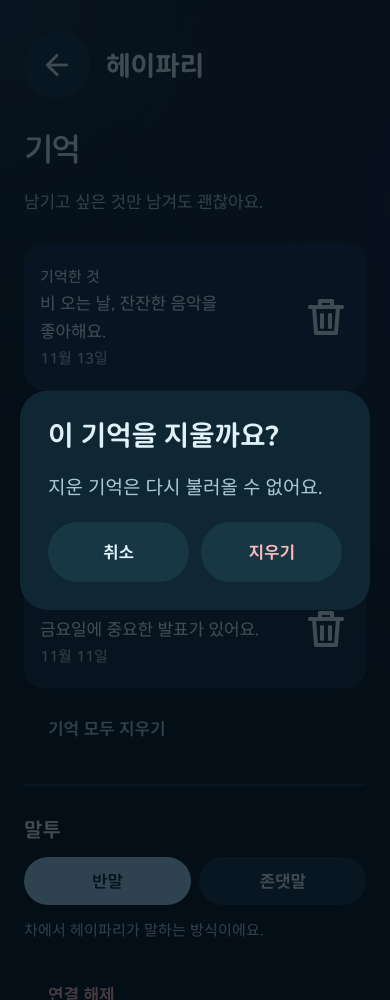 헤이파리
기억
남기고 싶은 것만 남겨도 괜찮아요.
기억한 것
비 오는 날, 잔잔한 음악을
좋아해요.
11월 13일
이 기억을 지울까요?
지운 기억은 다시 불러올 수 없어요.
취소
지우기
금요일에 중요한 발표가 있어요.
11월 11일
기억 모두 지우기
말투
반말
존댓말
차에서 헤이파리가 말하는 방식이에요.
연결 해제